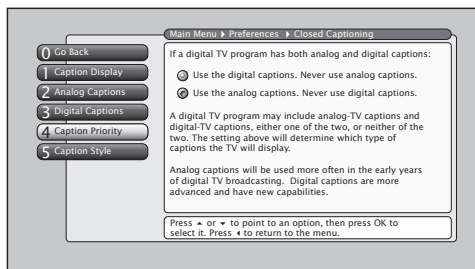 Main Menu ▸ Preferences ▸ Closed Captioning
0 Go Back
1 Caption Display
2 Analog Captions
3 Digital Captions
4 Caption Priority
5 Caption Style
If a digital TV program has both analog and digital captions:
Use the digital captions. Never use analog captions.
Use the analog captions. Never use digital captions.
A digital TV program may include analog-TV captions and
digital-TV captions, either one of the two, or neither of the
two. The setting above will determine which type of
captions the TV will display.
Analog captions will be used more often in the early years
of digital TV broadcasting. Digital captions are more
advanced and have new capabilities.
Press ▴ or ▾ to point to an option, then press OK to
select it. Press ◂ to return to the menu.